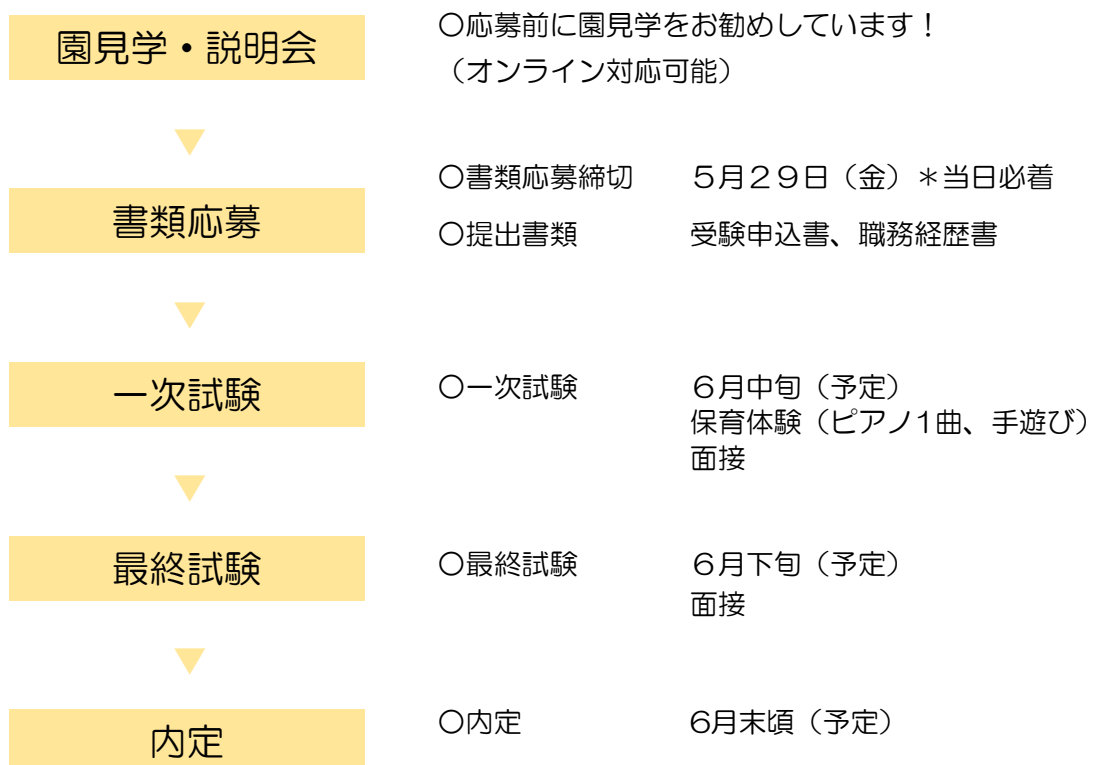 園見学・説明会
〇応募前に園見学をお勧めしています！
（オンライン対応可能）
▼
書類応募
〇書類応募締切　５月２９日（金）＊当日必着
〇提出書類　受験申込書、職務経歴書
▼
一次試験
〇一次試験　６月中旬（予定）
保育体験（ピアノ1曲、手遊び）
面接
▼
最終試験
〇最終試験　６月下旬（予定）
面接
▼
内定
〇内定　6月末頃（予定）